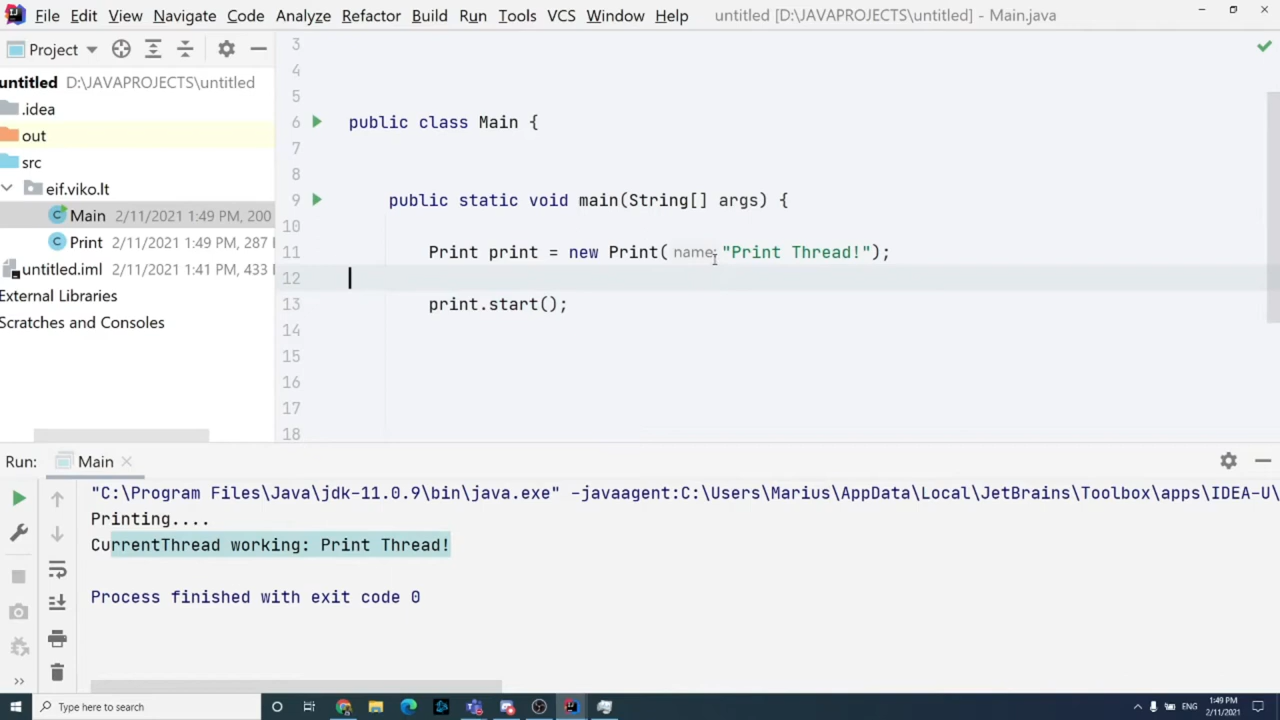 File Edit View Navigate Code Analyze Refactor Build Run Tools VCS Window Help untitled [D:\JAVAPROJECTS\untitled] - Main.java
Project
untitled D:\JAVAPROJECTS\untitled
.idea
out
src
eif.viko.lt
Main 2/11/2021 1:49 PM, 200
Print 2/11/2021 1:49 PM, 287
untitled.iml 2/11/2021 1:41 PM, 433
External Libraries
Scratches and Consoles
3
4
5
6 public class Main {
7
8
9 public static void main(String[] args) {
10
11 Print print = new Print( name: "Print Thread!");
12
13 print.start();
14
15
16
17
18
Run: Main
"C:\Program Files\Java\jdk-11.0.9\bin\java.exe" -javaagent:C:\Users\Marius\AppData\Local\JetBrains\Toolbox\apps\IDEA-U\
Printing....
CurrentThread working: Print Thread!
Process finished with exit code 0
Type here to search
ENG
1:49 PM
2/11/2021